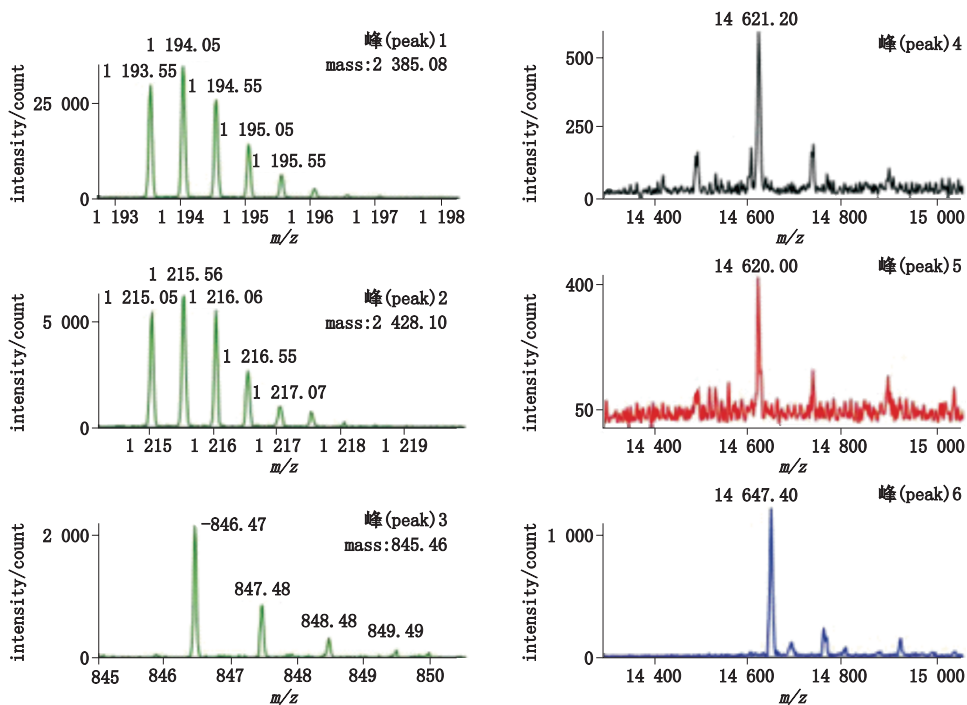 峰(peak)1
mass:2 385.08
1 194.05
1 193.55
1 194.55
1 195.05
1 195.55
25 000
0
intensity/count
1 193 1 194 1 195 1 196 1 197 1 198
m/z
峰(peak)2
mass:2 428.10
1 215.56
1 215.05
1 216.06
1 216.55
1 217.07
5 000
0
intensity/count
1 215 1 216 1 217 1 218 1 219
m/z
峰(peak)3
mass:845.46
-846.47
847.48
848.48
849.49
2 000
0
intensity/count
845 846 847 848 849 850
m/z
14 621.20
峰(peak)4
500
250
0
intensity/count
14 400 14 600 14 800 15 000
m/z
14 620.00
峰(peak)5
400
50
intensity/count
14 400 14 600 14 800 15 000
m/z
14 647.40
峰(peak)6
1 000
0
intensity/count
14 400 14 600 14 800 15 000
m/z